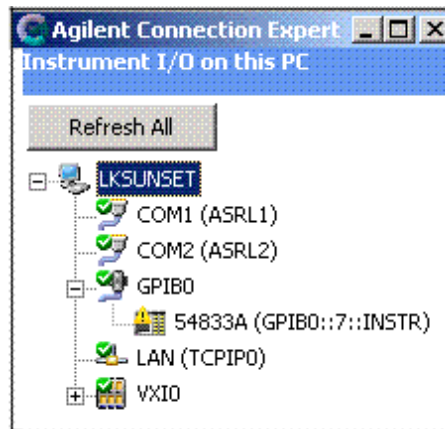 Agilent Connection Expert
Instrument I/O on this PC
Refresh All
LKSUNSET
COM1 (ASRL1)
COM2 (ASRL2)
GPIB0
54833A (GPIB0::7::INSTR)
LAN (TCPIP0)
VXI0